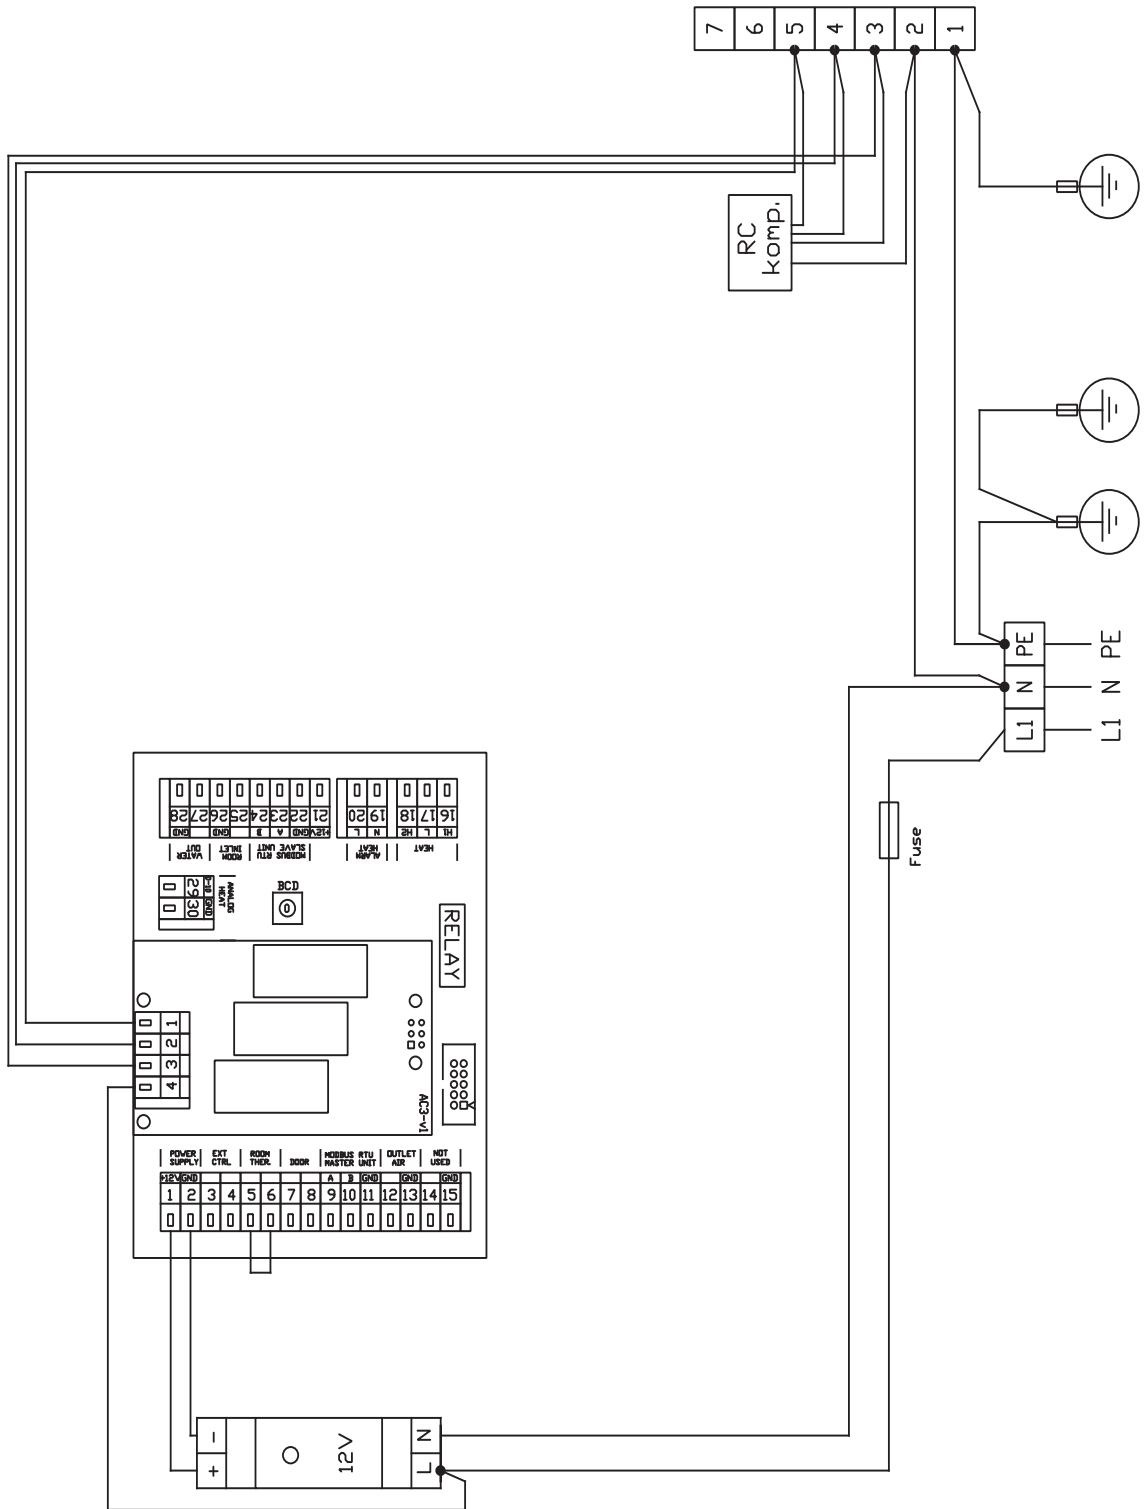 7 6 5 4 3 2 1
RC
komp.
PE PE
N N
L1 L1
Fuse
28 27 26 25 24 23 22 21
GND GND B A GND +12V
WATER
OUT
ROOM
INLET
MODBUS RTU
SLAVE UNIT
20 19 18 17 16
L N H2 L H1
ALARM
HEAT
HEAT
29 30
0-10 GND
ANALOG
HEAT
BCD
0
RELAY
1
2
3
4
AC3-v1
POWER
SUPPLY
EXT
CTRL
ROOM
THER.
DOOR
MODBUS RTU
MASTER UNIT
OUTLET
AIR
NOT
USED
+12V GND A B GND GND GND
1 2 3 4 5 6 7 8 9 10 11 12 13 14 15
- +
12V
N
L